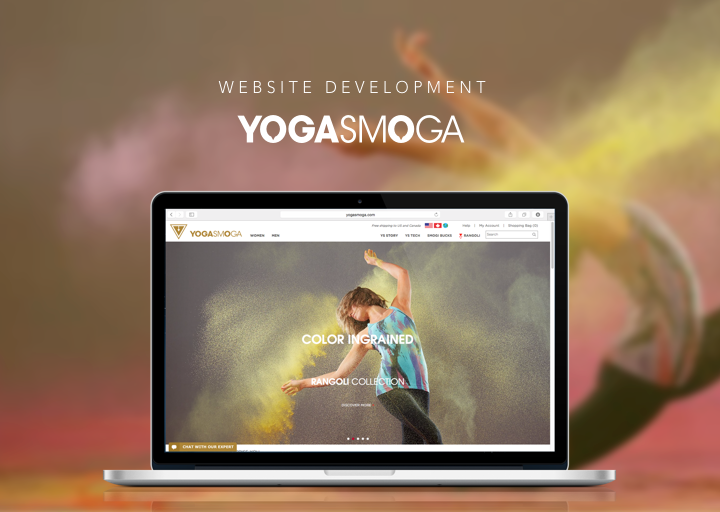 WEBSITE DEVELOPMENT
YOGASMOGA
yogasmoga.com
Free shipping to US and Canada
Help | My Account | Shopping Bag (0)
YOGASMOGA
WOMEN MEN
YS STORY YS TECH SMOGI BUCKS RANGOLI
Search
COLOR INGRAINED
RANGOLI COLLECTION
DISCOVER MORE
CHAT WITH OUR EXPERT